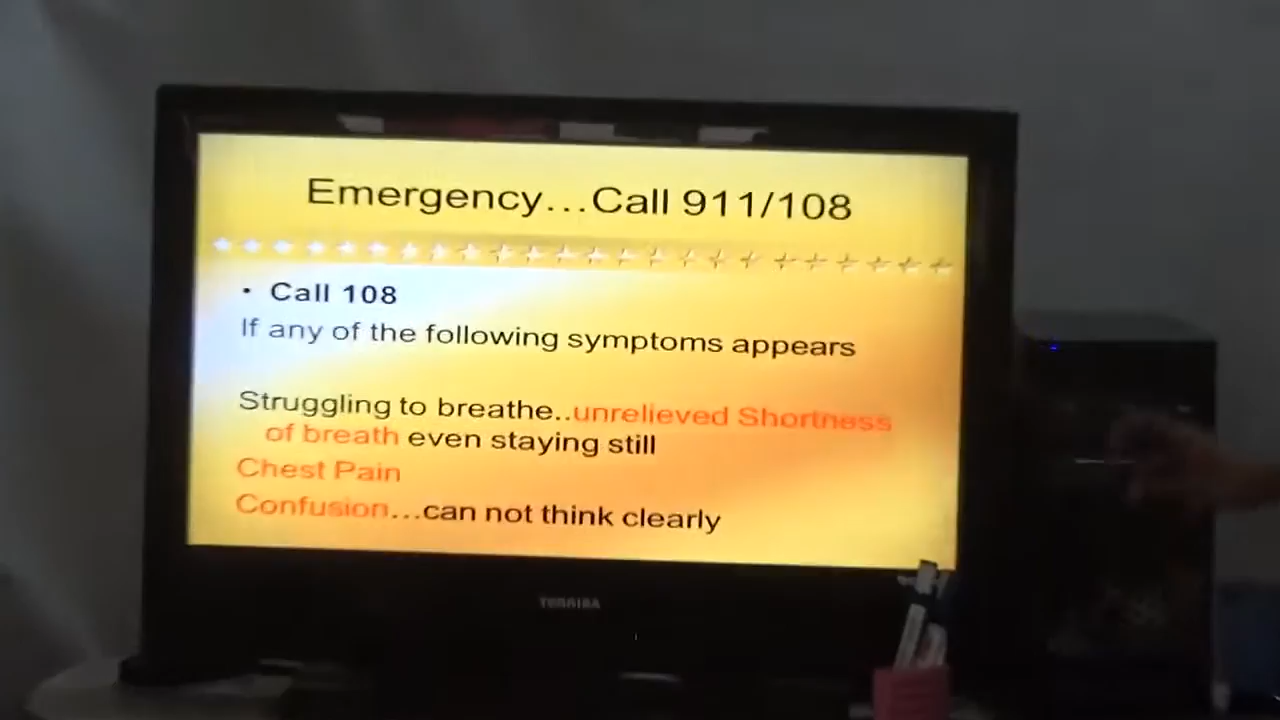 Emergency...Call 911/108
• Call 108
If any of the following symptoms appears
Struggling to breathe..unrelieved Shortness
of breath even staying still
Chest Pain
Confusion...can not think clearly
TOSHIBA